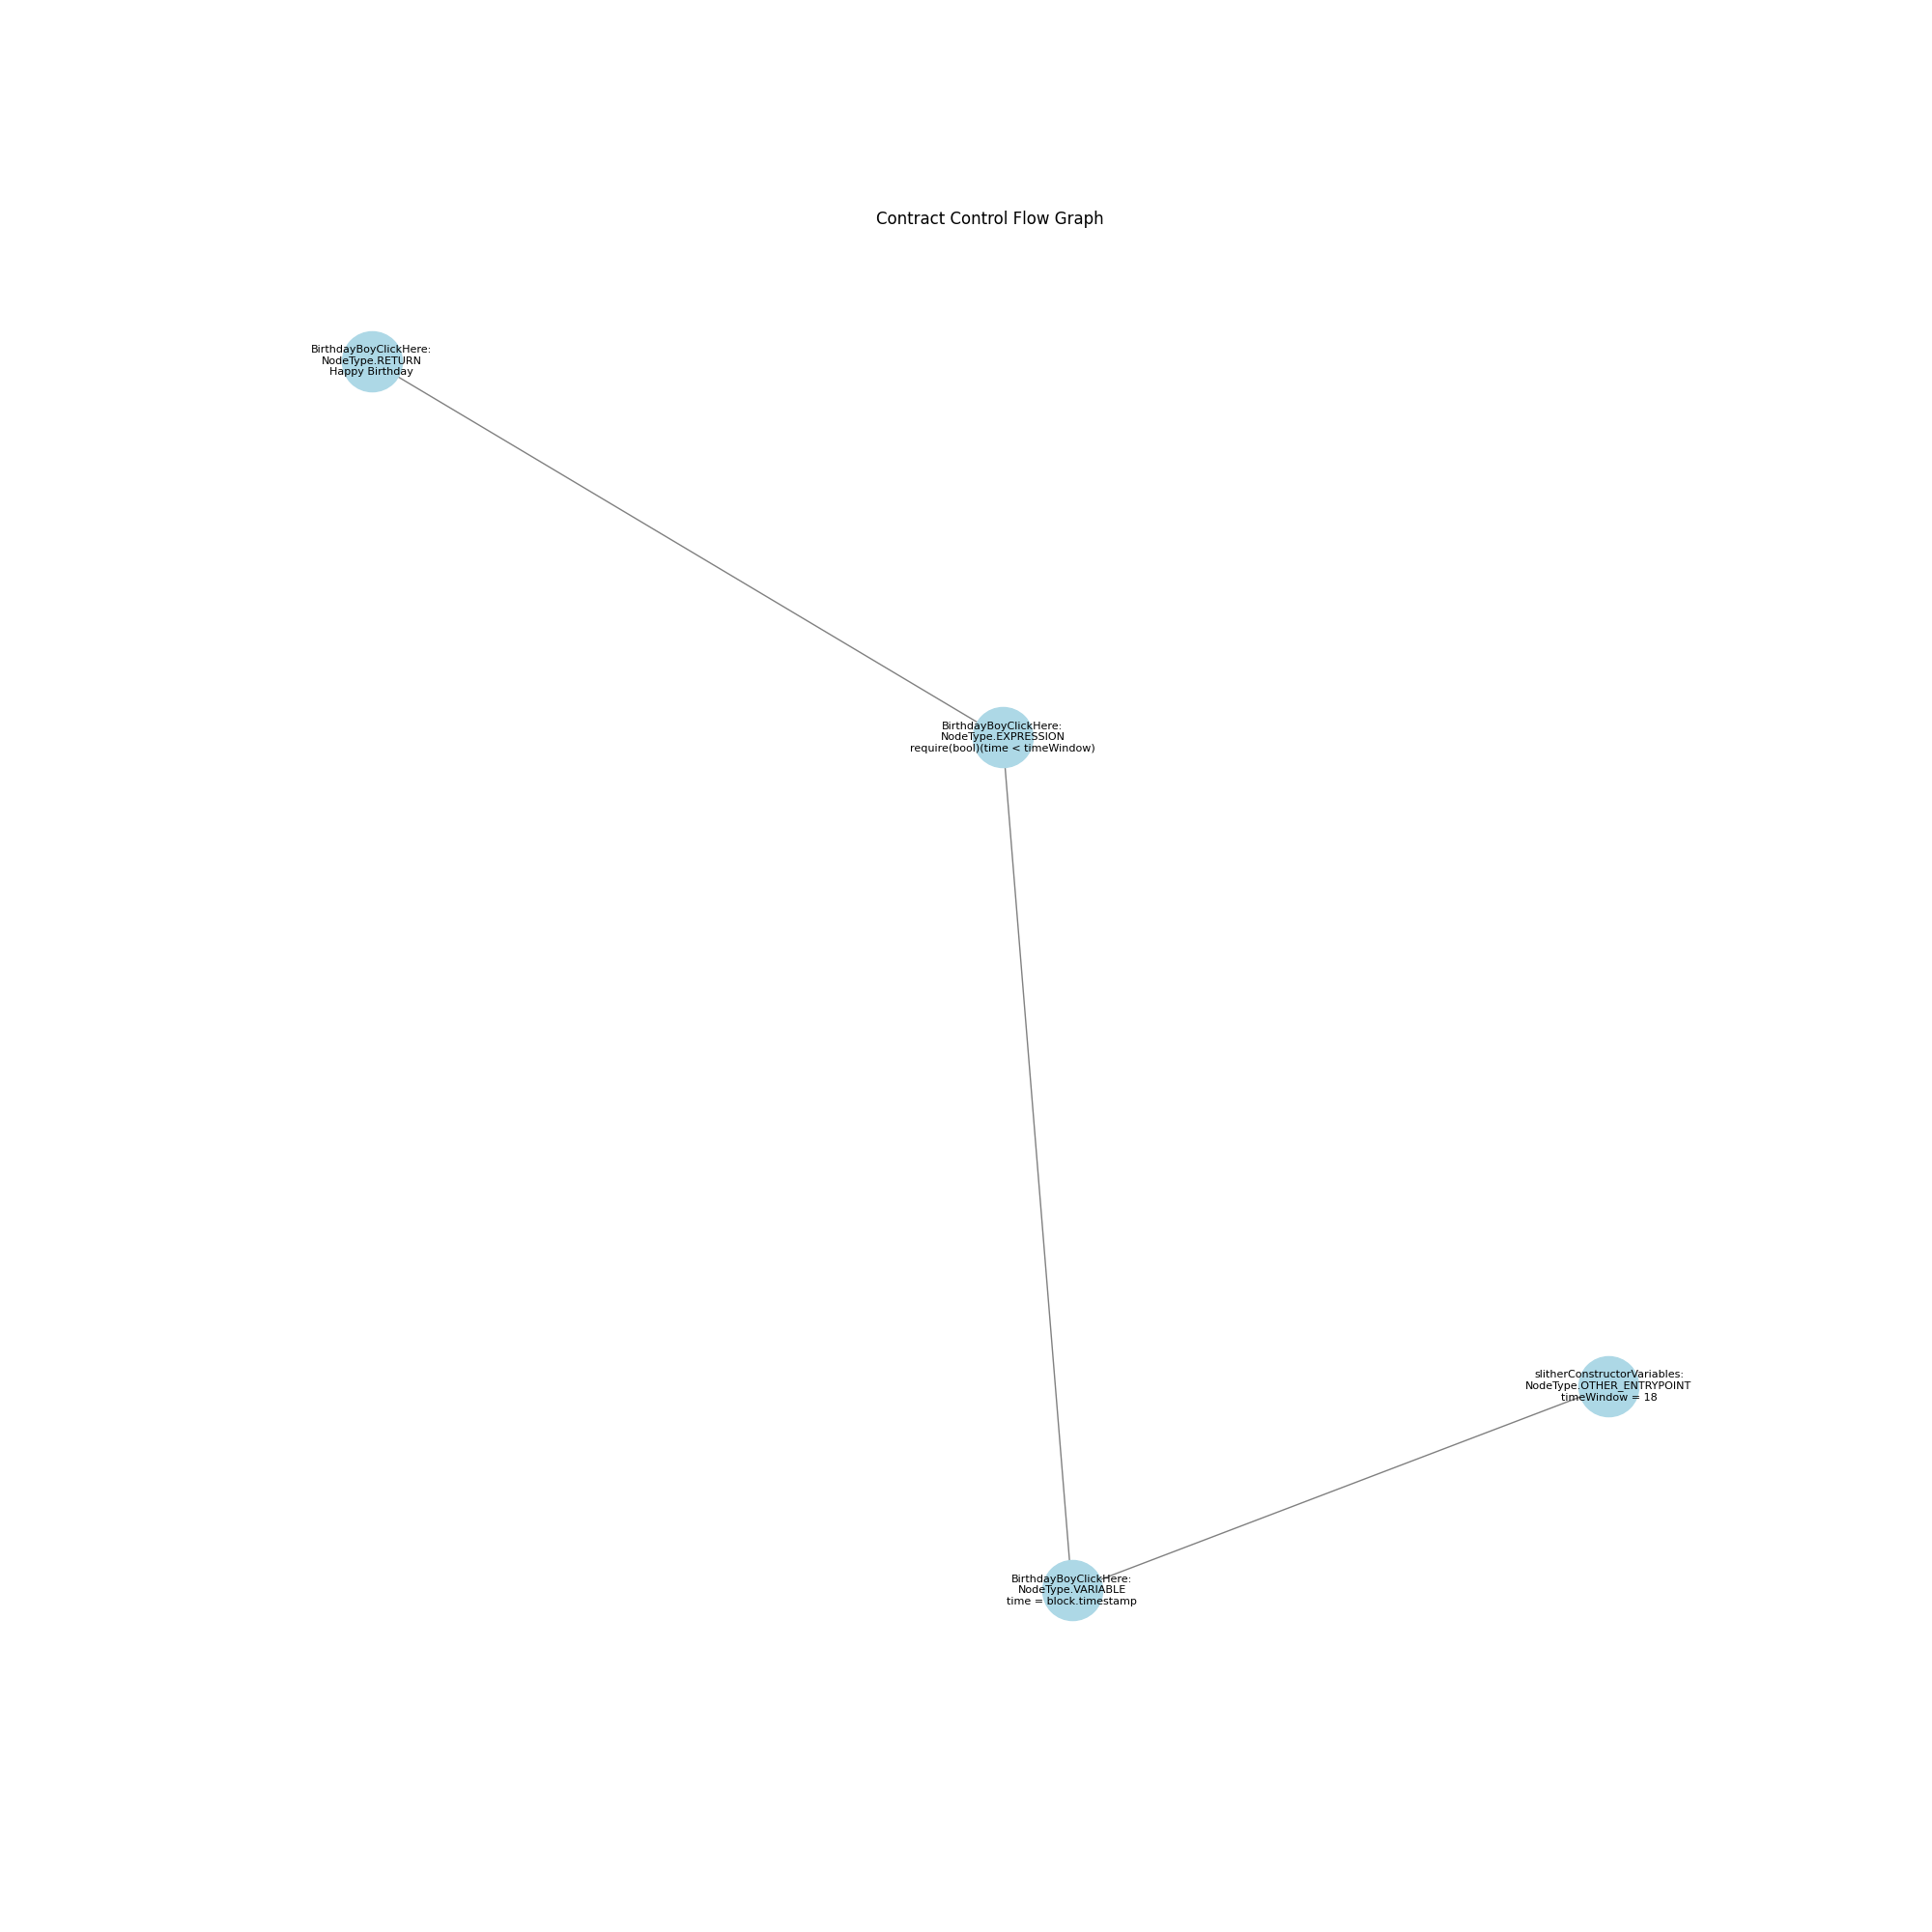 Contract Control Flow Graph
BirthdayBoyClickHere:
NodeType.RETURN
Happy Birthday
BirthdayBoyClickHere:
NodeType.EXPRESSION
require(bool)(time < timeWindow)
slitherConstructorVariables:
NodeType.OTHER_ENTRYPOINT
timeWindow = 18
BirthdayBoyClickHere:
NodeType.VARIABLE
time = block.timestamp